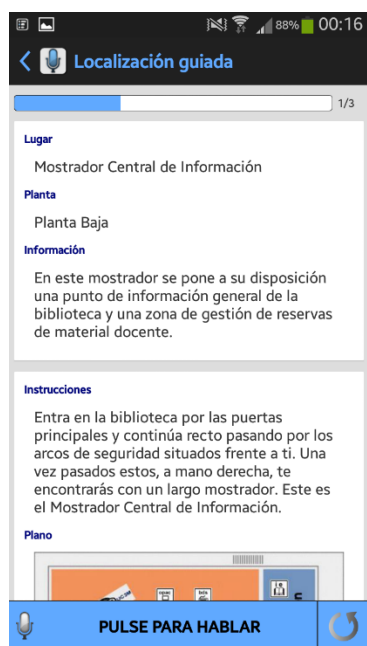 88% 00:16
Localización guiada
1/3
Lugar
Mostrador Central de Información
Planta
Planta Baja
Información
En este mostrador se pone a su disposición
una punto de información general de la
biblioteca y una zona de gestión de reservas
de material docente.
Instrucciones
Entra en la biblioteca por las puertas
principales y continúa recto pasando por los
arcos de seguridad situados frente a ti. Una
vez pasados estos, a mano derecha, te
encontrarás con un largo mostrador. Este es
el Mostrador Central de Información.
Plano
PULSE PARA HABLAR